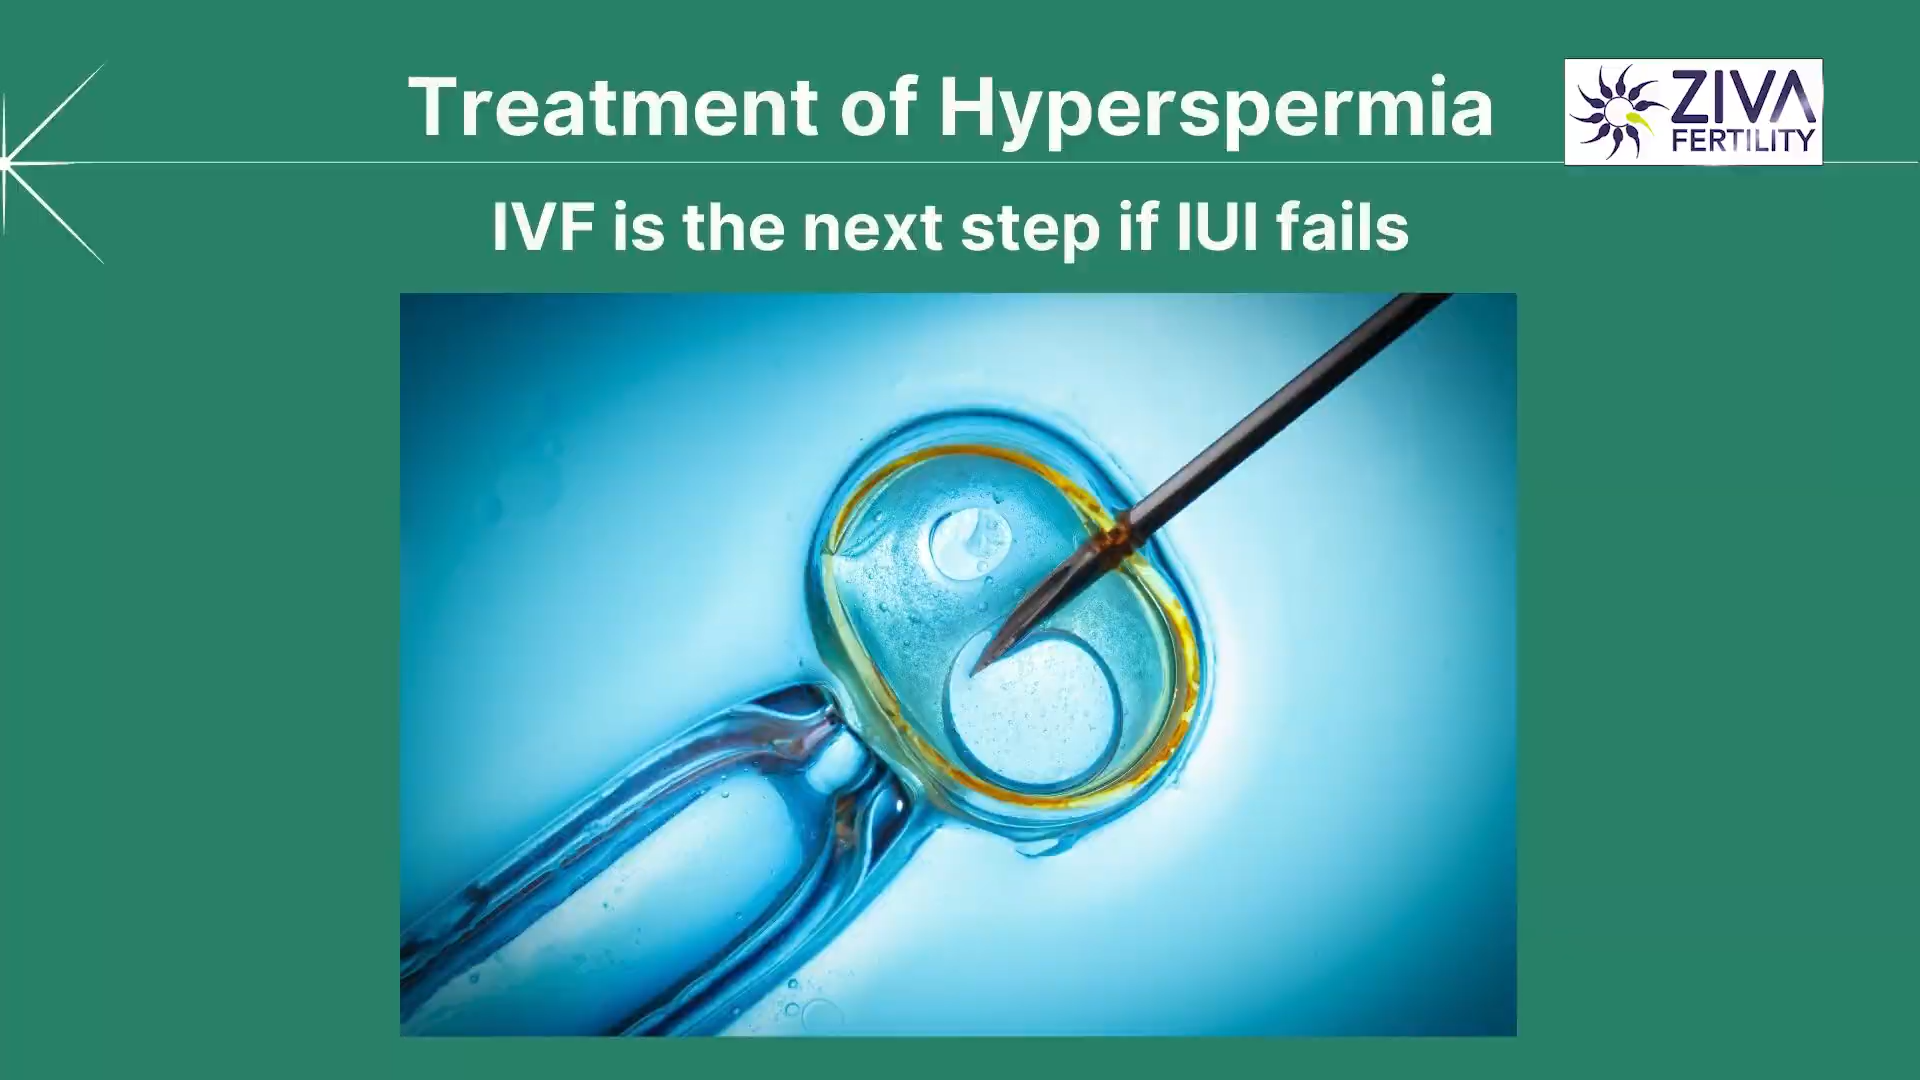 Treatment of Hyperspermia
ZIVA
FERTILITY
IVF is the next step if IUI fails